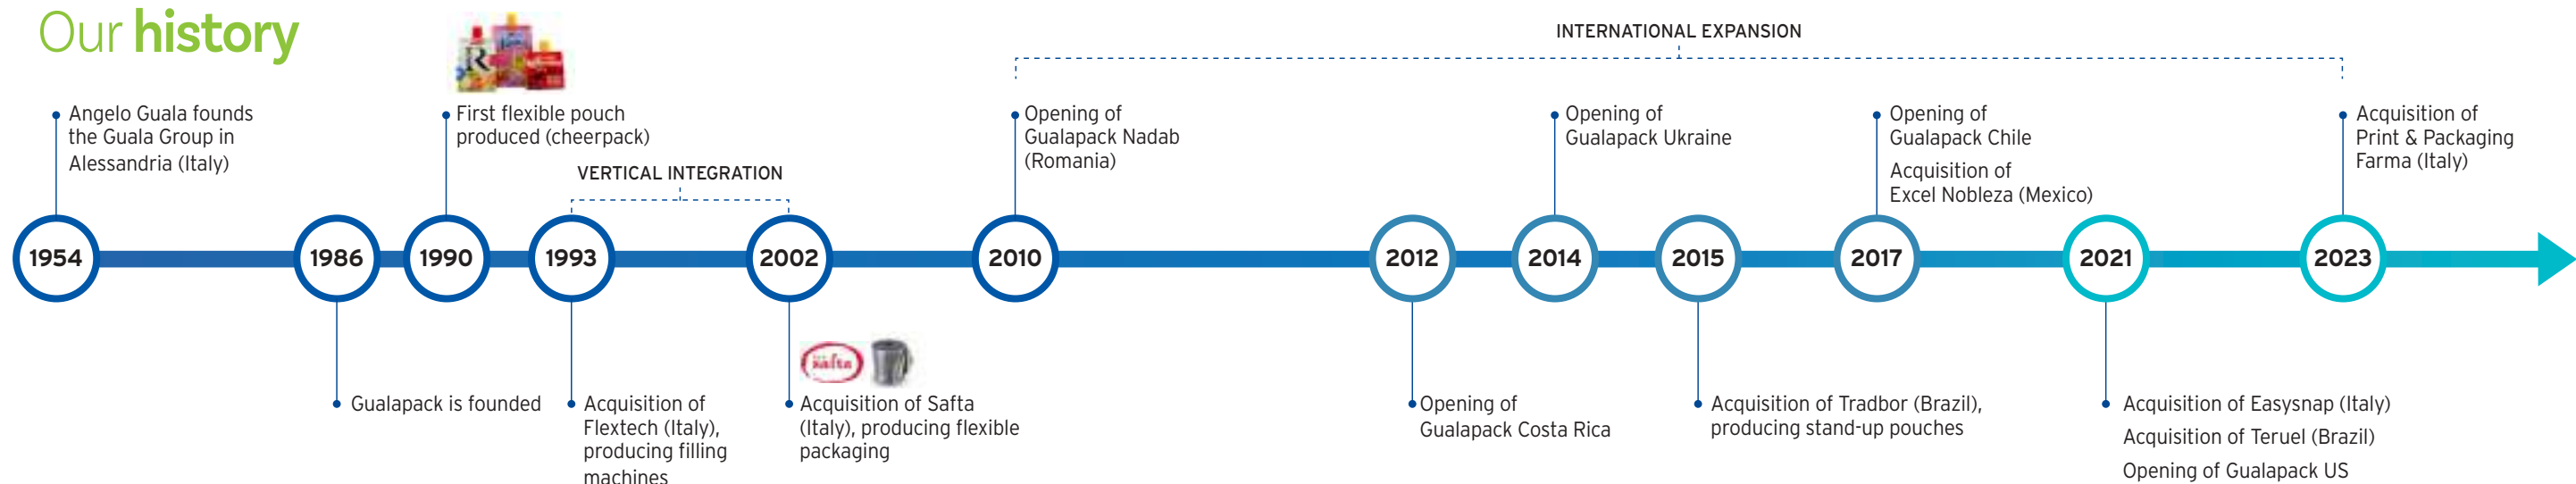 Our history
INTERNATIONAL EXPANSION
Angelo Guala founds
the Guala Group in
Alessandria (Italy)
First flexible pouch
produced (cheerpack)
VERTICAL INTEGRATION
Opening of
Gualapack Nadab
(Romania)
Opening of
Gualapack Ukraine
Opening of
Gualapack Chile
Acquisition of
Excel Nobleza (Mexico)
Acquisition of
Print & Packaging
Farma (Italy)
1954
1986
1990
1993
2002
2010
2012
2014
2015
2017
2021
2023
Gualapack is founded
Acquisition of
Flextech (Italy),
producing filling
machines
safta
Acquisition of Safta
(Italy), producing flexible
packaging
Opening of
Gualapack Costa Rica
Acquisition of Tradbor (Brazil),
producing stand-up pouches
Acquisition of Easysnap (Italy)
Acquisition of Teruel (Brazil)
Opening of Gualapack US